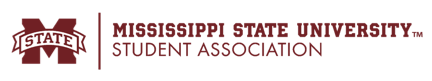 STATE
MISSISSIPPI STATE UNIVERSITY™
STUDENT ASSOCIATION